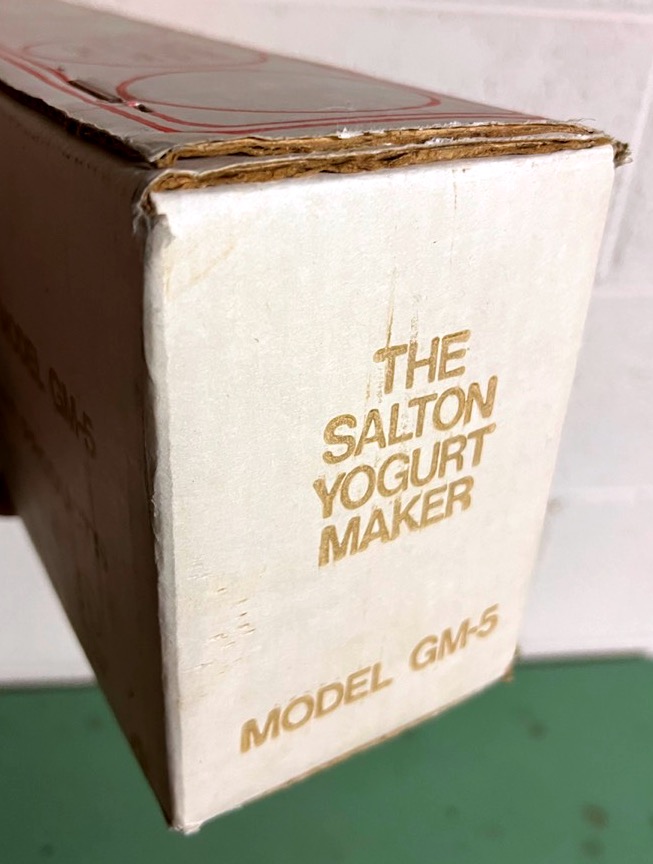 THE
SALTON
YOGURT
MAKER
MODEL GM-5
MODEL GM-5